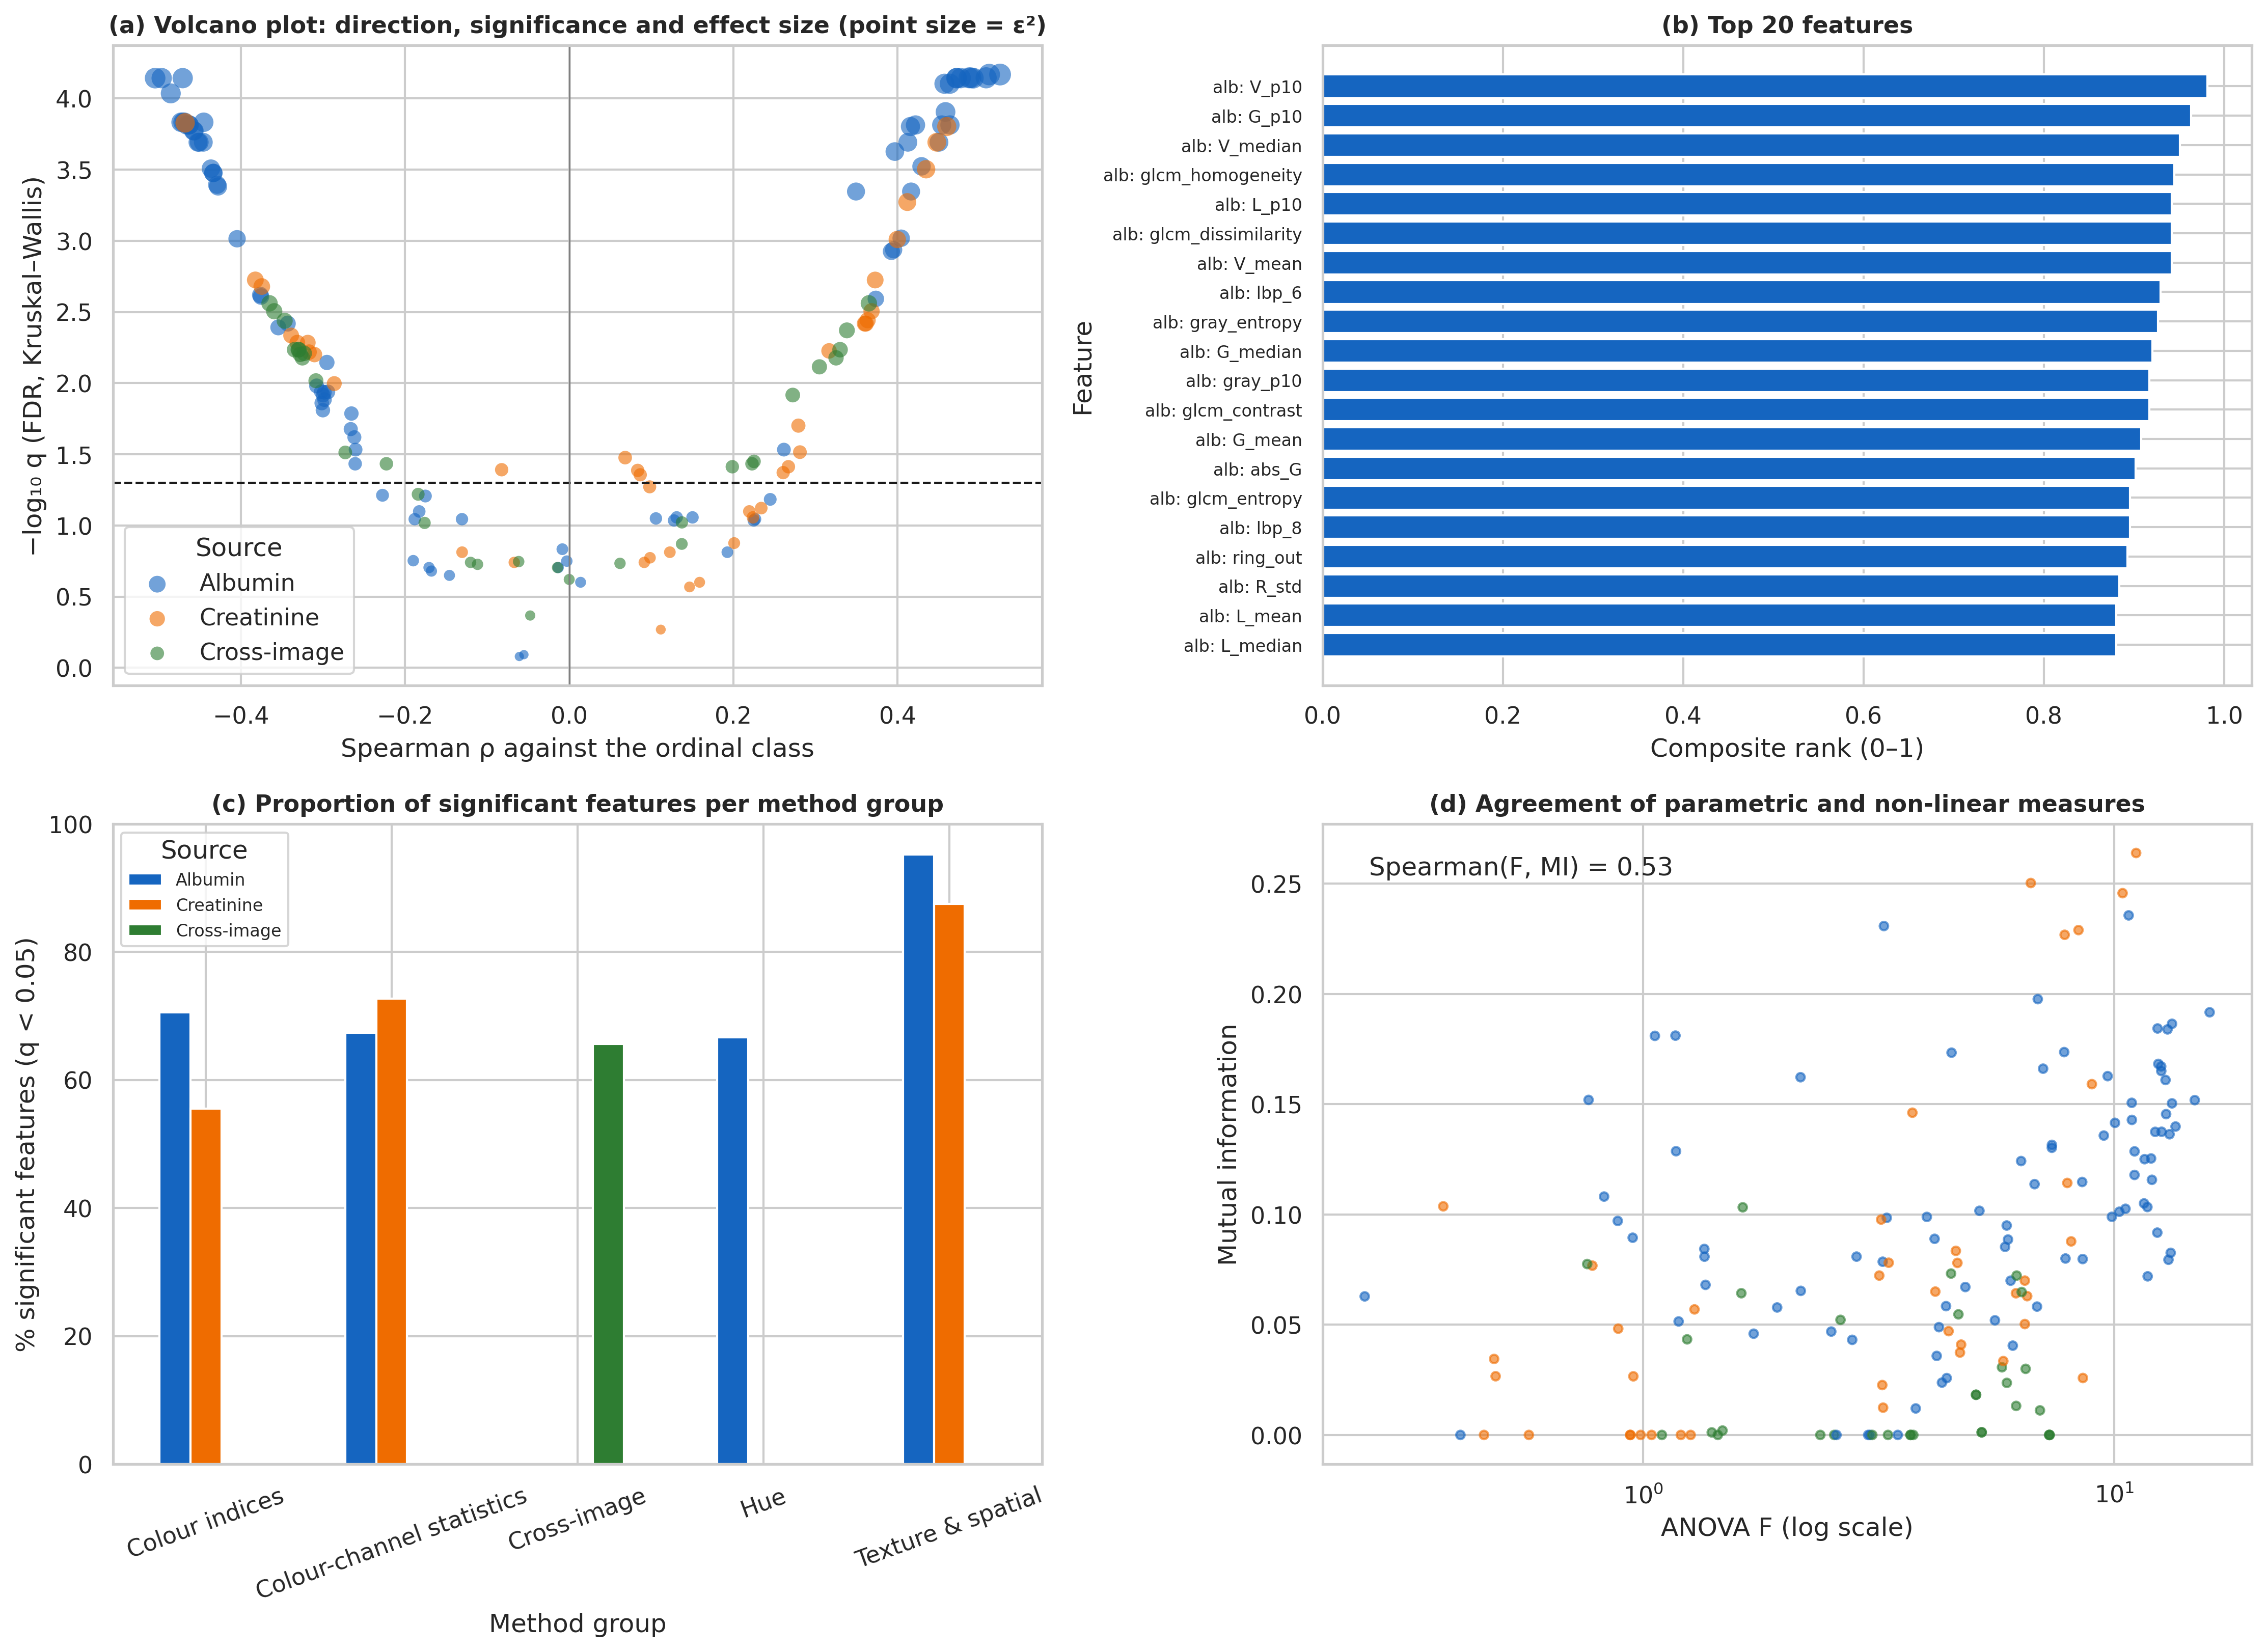 (a) Volcano plot: direction, significance and effect size (point size = ε²)
−log₁₀ q (FDR, Kruskal–Wallis)
4.0
3.5
3.0
2.5
2.0
1.5
1.0
0.5
0.0
Source
Albumin
Creatinine
Cross-image
−0.4
−0.2
0.0
0.2
0.4
Spearman ρ against the ordinal class
(b) Top 20 features
Feature
alb: V_p10
alb: G_p10
alb: V_median
alb: glcm_homogeneity
alb: L_p10
alb: glcm_dissimilarity
alb: V_mean
alb: lbp_6
alb: gray_entropy
alb: G_median
alb: gray_p10
alb: glcm_contrast
alb: G_mean
alb: abs_G
alb: glcm_entropy
alb: lbp_8
alb: ring_out
alb: R_std
alb: L_mean
alb: L_median
0.0
0.2
0.4
0.6
0.8
1.0
Composite rank (0–1)
(c) Proportion of significant features per method group
% significant features (q < 0.05)
100
80
60
40
20
0
Source
Albumin
Creatinine
Cross-image
Colour indices
Colour-channel statistics
Cross-image
Hue
Texture & spatial
Method group
(d) Agreement of parametric and non-linear measures
Spearman(F, MI) = 0.53
Mutual information
0.25
0.20
0.15
0.10
0.05
0.00
10⁰
10¹
ANOVA F (log scale)